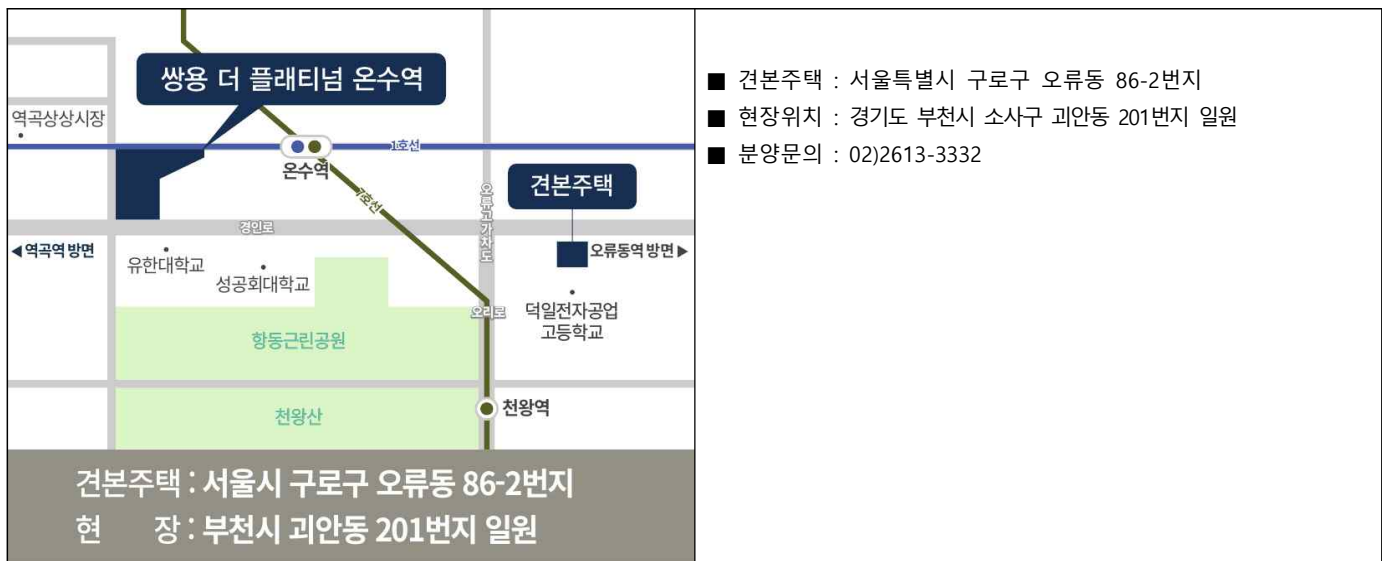 쌍용 더 플래티넘 온수역
역곡상상시장
1호선
온수역
7호선
오류고가차도
견본주택
경인로
◀ 역곡역 방면
유한대학교
성공회대학교
오류동역 방면 ▶
오리로
덕일전자공업
고등학교
항동근린공원
천왕역
천왕산
견본주택 : 서울시 구로구 오류동 86-2번지
현 장 : 부천시 괴안동 201번지 일원
■ 견본주택 : 서울특별시 구로구 오류동 86-2번지
■ 현장위치 : 경기도 부천시 소사구 괴안동 201번지 일원
■ 분양문의 : 02)2613-3332